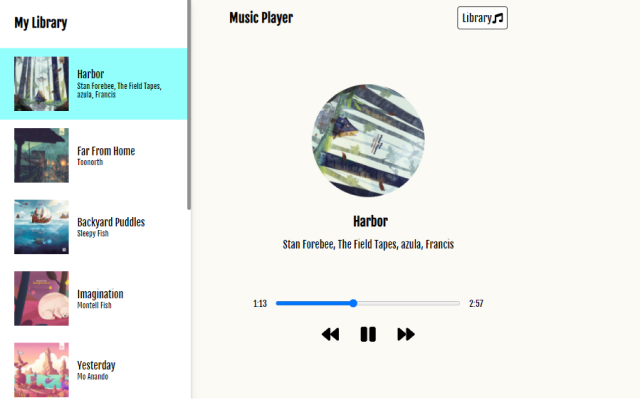 My Library
Harbor
Stan Forebee, The Field Tapes,
azula, Francis
Far From Home
Toonorth
Backyard Puddles
Sleepy Fish
Imagination
Montell Fish
Yesterday
Mo Anando
Music Player
Library
Harbor
Stan Forebee, The Field Tapes, azula, Francis
1:13
2:57